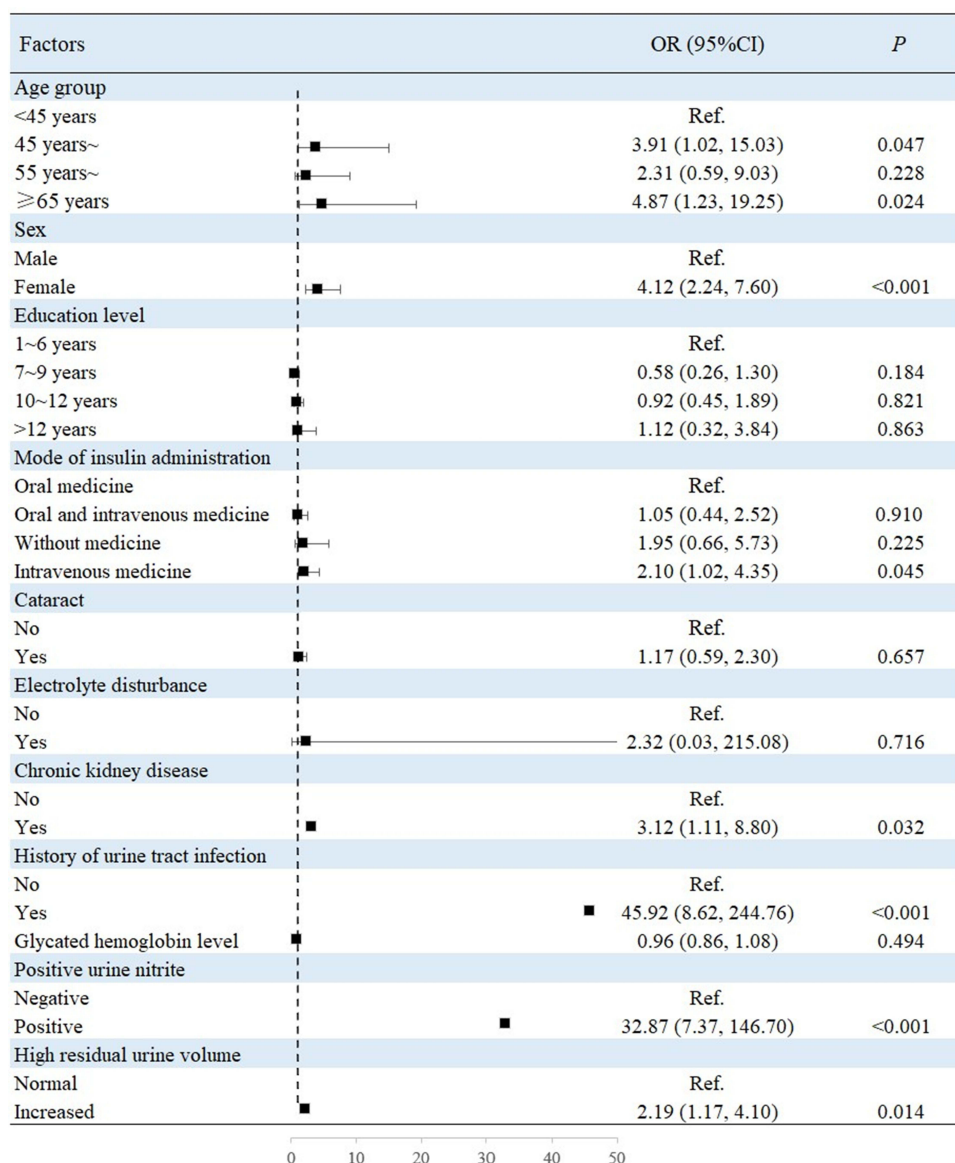 Factors OR (95%CI) P
Age group
<45 years Ref.
45 years~ 3.91 (1.02, 15.03) 0.047
55 years~ 2.31 (0.59, 9.03) 0.228
≥65 years 4.87 (1.23, 19.25) 0.024
Sex
Male Ref.
Female 4.12 (2.24, 7.60) <0.001
Education level
1~6 years Ref.
7~9 years 0.58 (0.26, 1.30) 0.184
10~12 years 0.92 (0.45, 1.89) 0.821
>12 years 1.12 (0.32, 3.84) 0.863
Mode of insulin administration
Oral medicine Ref.
Oral and intravenous medicine 1.05 (0.44, 2.52) 0.910
Without medicine 1.95 (0.66, 5.73) 0.225
Intravenous medicine 2.10 (1.02, 4.35) 0.045
Cataract
No Ref.
Yes 1.17 (0.59, 2.30) 0.657
Electrolyte disturbance
No Ref.
Yes 2.32 (0.03, 215.08) 0.716
Chronic kidney disease
No Ref.
Yes 3.12 (1.11, 8.80) 0.032
History of urine tract infection
No Ref.
Yes 45.92 (8.62, 244.76) <0.001
Glycated hemoglobin level 0.96 (0.86, 1.08) 0.494
Positive urine nitrite
Negative Ref.
Positive 32.87 (7.37, 146.70) <0.001
High residual urine volume
Normal Ref.
Increased 2.19 (1.17, 4.10) 0.014
0 10 20 30 40 50